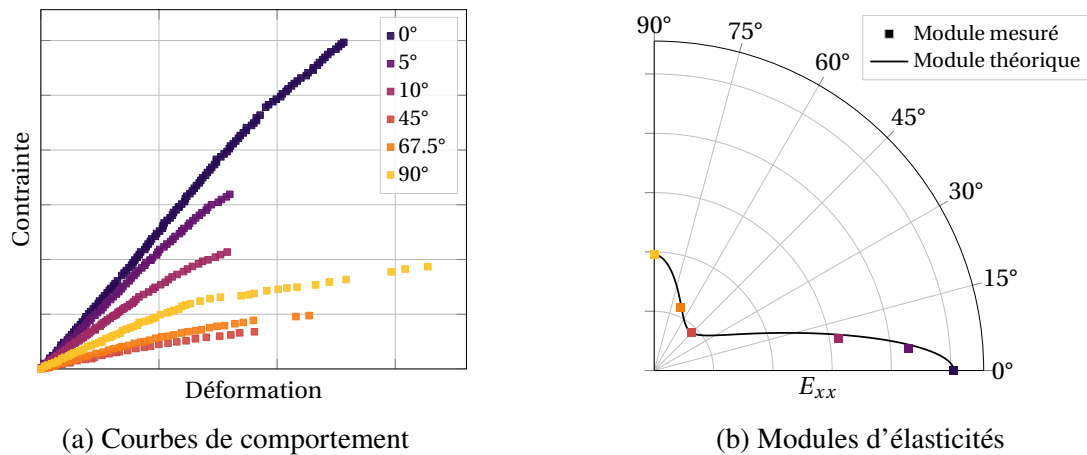 Contrainte
0°
5°
10°
45°
67.5°
90°
Déformation
(a) Courbes de comportement
Module mesuré
Module théorique
90°
75°
60°
45°
30°
15°
0°
Exx
(b) Modules d'élasticités